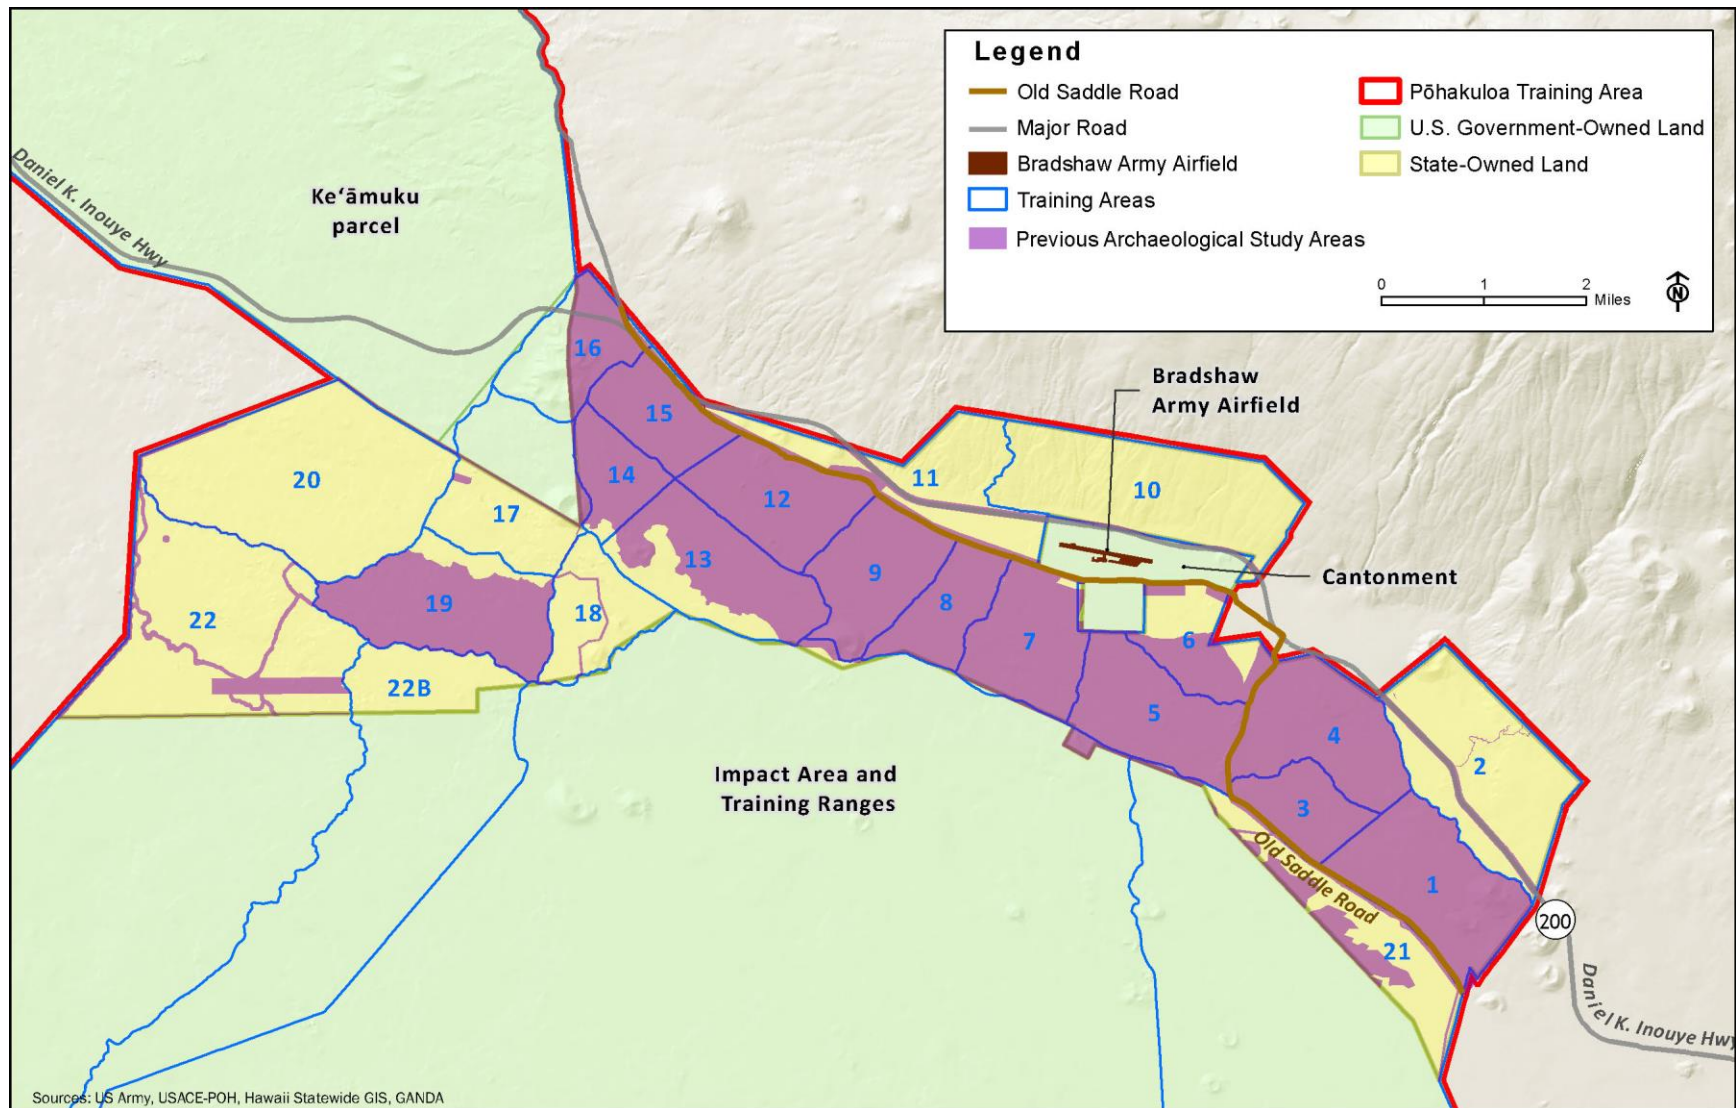 Legend
Old Saddle Road
Major Road
Bradshaw Army Airfield
Training Areas
Previous Archaeological Study Areas
Pōhakuloa Training Area
U.S. Government-Owned Land
State-Owned Land
0 1 2
Miles
N
Daniel K. Inouye Hwy
Keʻāmuku
parcel
Bradshaw
Army Airfield
Cantonment
16
15
14
12
11
10
20
17
13
9
8
7
6
19
18
22
22B
5
4
2
3
1
21
Impact Area and
Training Ranges
Old Saddle Road
200
Daniel K. Inouye Hwy
Sources: US Army, USACE-POH, Hawaii Statewide GIS, GANDA